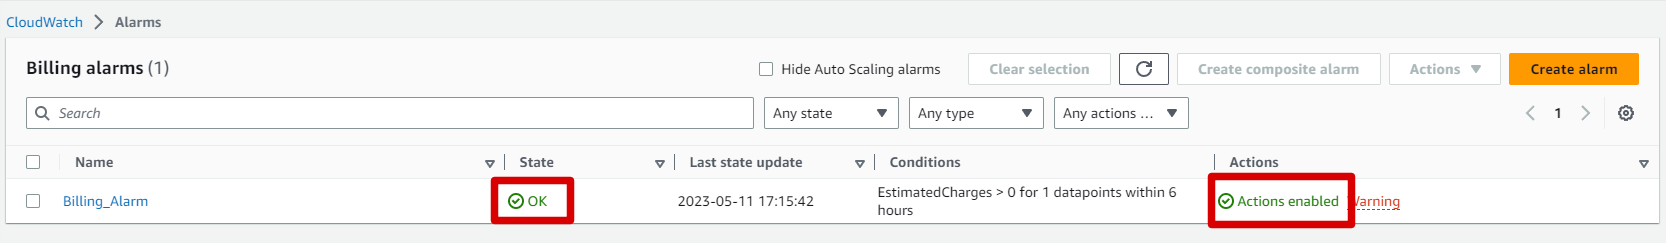 CloudWatch > Alarms
Billing alarms (1)
Hide Auto Scaling alarms
Clear selection
Create composite alarm
Actions
Create alarm
Search
Any state
Any type
Any actions ...
1
Name
State
Last state update
Conditions
Actions
Billing_Alarm
OK
2023-05-11 17:15:42
EstimatedCharges > 0 for 1 datapoints within 6
hours
Actions enabled
Warning